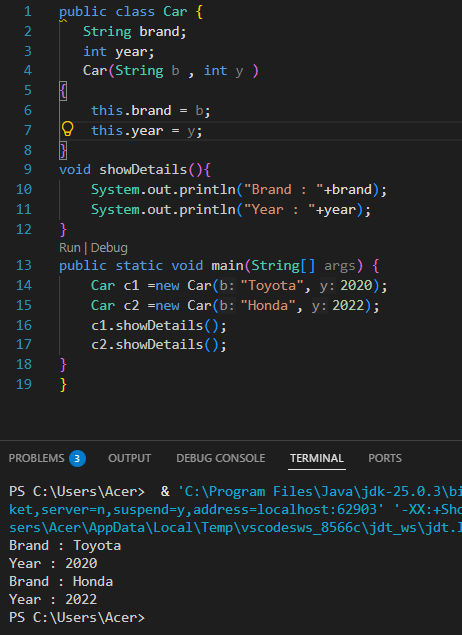 1 public class Car {
2 String brand;
3 int year;
4 Car(String b , int y )
5 {
6 this.brand = b;
7 this.year = y;
8 }
9 void showDetails(){
10 System.out.println("Brand : "+brand);
11 System.out.println("Year : "+year);
12 }
Run | Debug
13 public static void main(String[] args) {
14 Car c1 =new Car(b:"Toyota", y:2020);
15 Car c2 =new Car(b:"Honda", y:2022);
16 c1.showDetails();
17 c2.showDetails();
18 }
19 }
PROBLEMS 3 OUTPUT DEBUG CONSOLE TERMINAL PORTS
PS C:\Users\Acer>  & 'C:\Program Files\Java\jdk-25.0.3\bi
ket,server=n,suspend=y,address=localhost:62903' '-XX:+Sho
sers\Acer\AppData\Local\Temp\vscodesws_8566c\jdt_ws\jdt.l
Brand : Toyota
Year : 2020
Brand : Honda
Year : 2022
PS C:\Users\Acer>